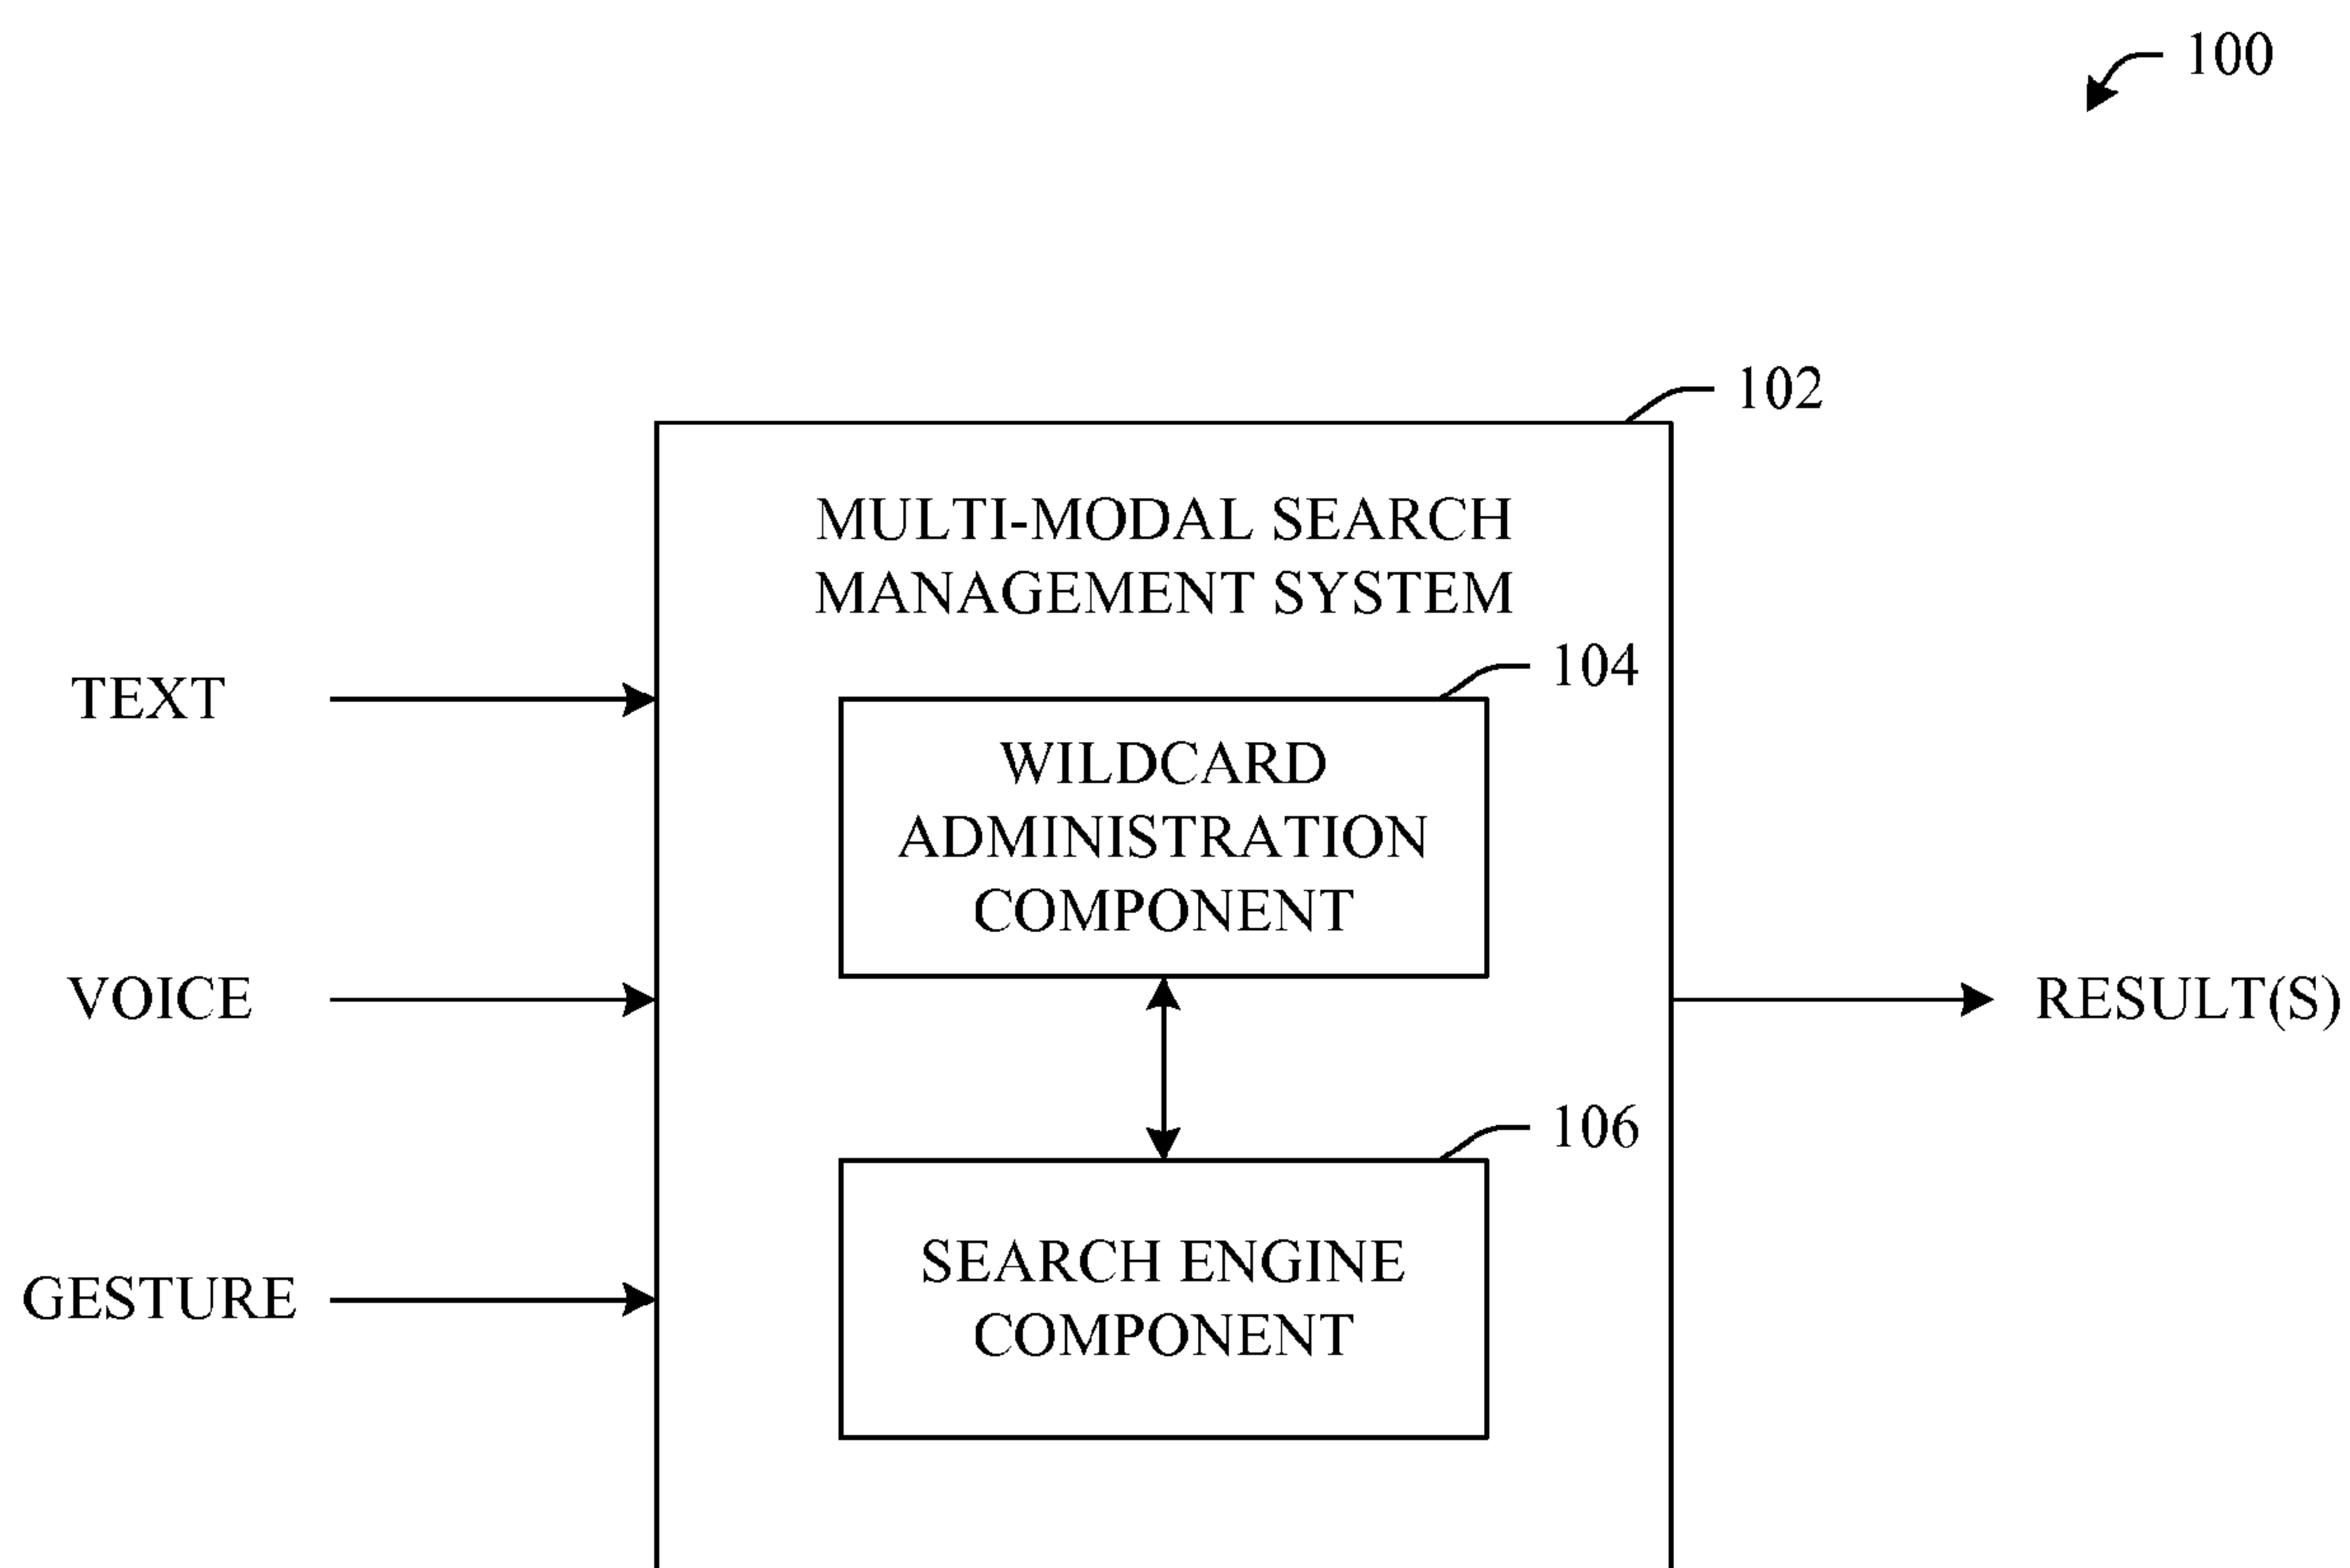 100
102
MULTI-MODAL SEARCH
MANAGEMENT SYSTEM
104
TEXT
WILDCARD
ADMINISTRATION
COMPONENT
VOICE
RESULT(S)
106
SEARCH ENGINE
COMPONENT
GESTURE